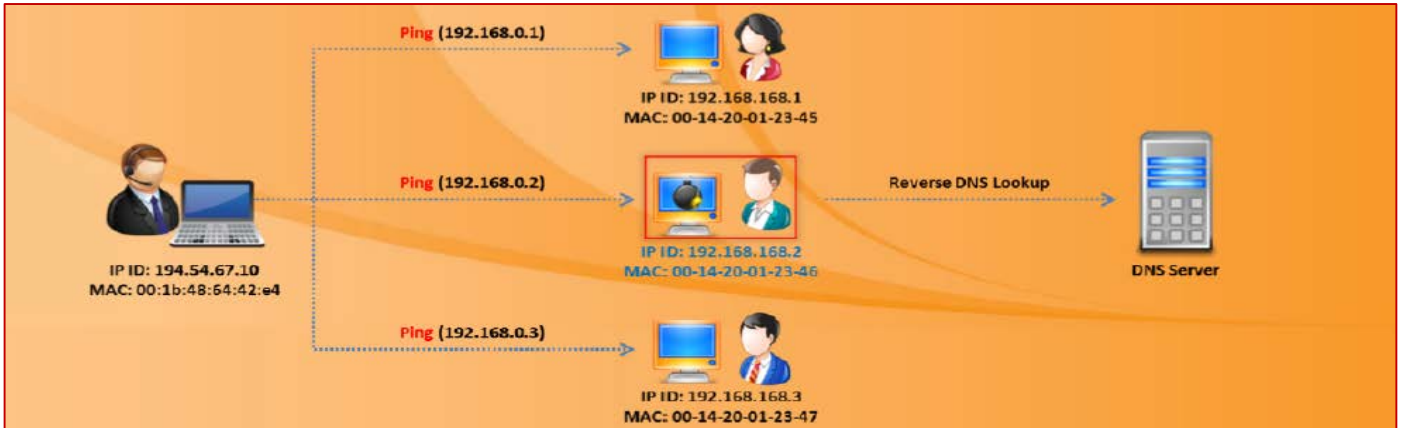 Ping (192.168.0.1)
IP ID: 192.168.168.1
MAC: 00-14-20-01-23-45
Ping (192.168.0.2)
Reverse DNS Lookup
IP ID: 194.54.67.10
MAC: 00:1b:48:64:42:e4
IP ID: 192.168.168.2
MAC: 00-14-20-01-23-46
DNS Server
Ping (192.168.0.3)
IP ID: 192.168.168.3
MAC: 00-14-20-01-23-47